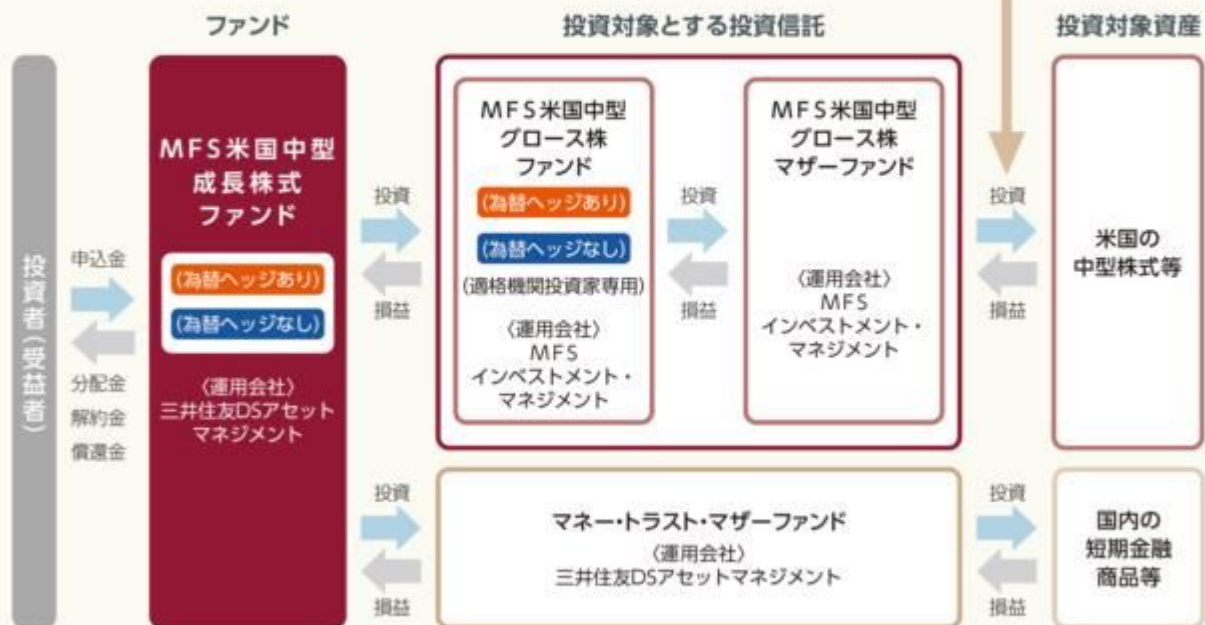 ファンド
投資対象とする投資信託
投資対象資産
投資者(受益者)
申込金
分配金
解約金
償還金
MFS米国中型
成長株式
ファンド
(為替ヘッジあり)
(為替ヘッジなし)
〈運用会社〉
三井住友DSアセット
マネジメント
投資
損益
MFS米国中型
グロース株
ファンド
(為替ヘッジあり)
(為替ヘッジなし)
(適格機関投資家専用)
〈運用会社〉
MFS
インベストメント・
マネジメント
投資
損益
MFS米国中型
グロース株
マザーファンド
〈運用会社〉
MFS
インベストメント・
マネジメント
投資
損益
米国の
中型株式等
投資
損益
マネー・トラスト・マザーファンド
〈運用会社〉
三井住友DSアセットマネジメント
投資
損益
国内の
短期金融
商品等